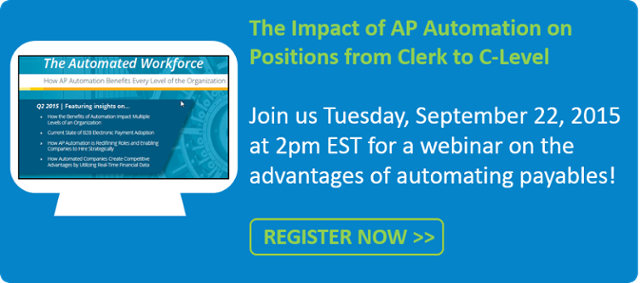 The Impact of AP Automation on
Positions from Clerk to C-Level
The Automated Workforce
How AP Automation Benefits Every Level of the Organization
Q2 2015 | Featuring insights on...
How the Benefits of Automation Impact Multiple
Levels of an Organization
Current State of B2B Electronic Payment Adoption
How AP Automation is Redifining Roles and Enabling
Companies to Hire Strategically
How Automated Companies Create Competitive
Advantages by Utilizing Real-Time Financial Data
Join us Tuesday, September 22, 2015
at 2pm EST for a webinar on the
advantages of automating payables!
REGISTER NOW >>